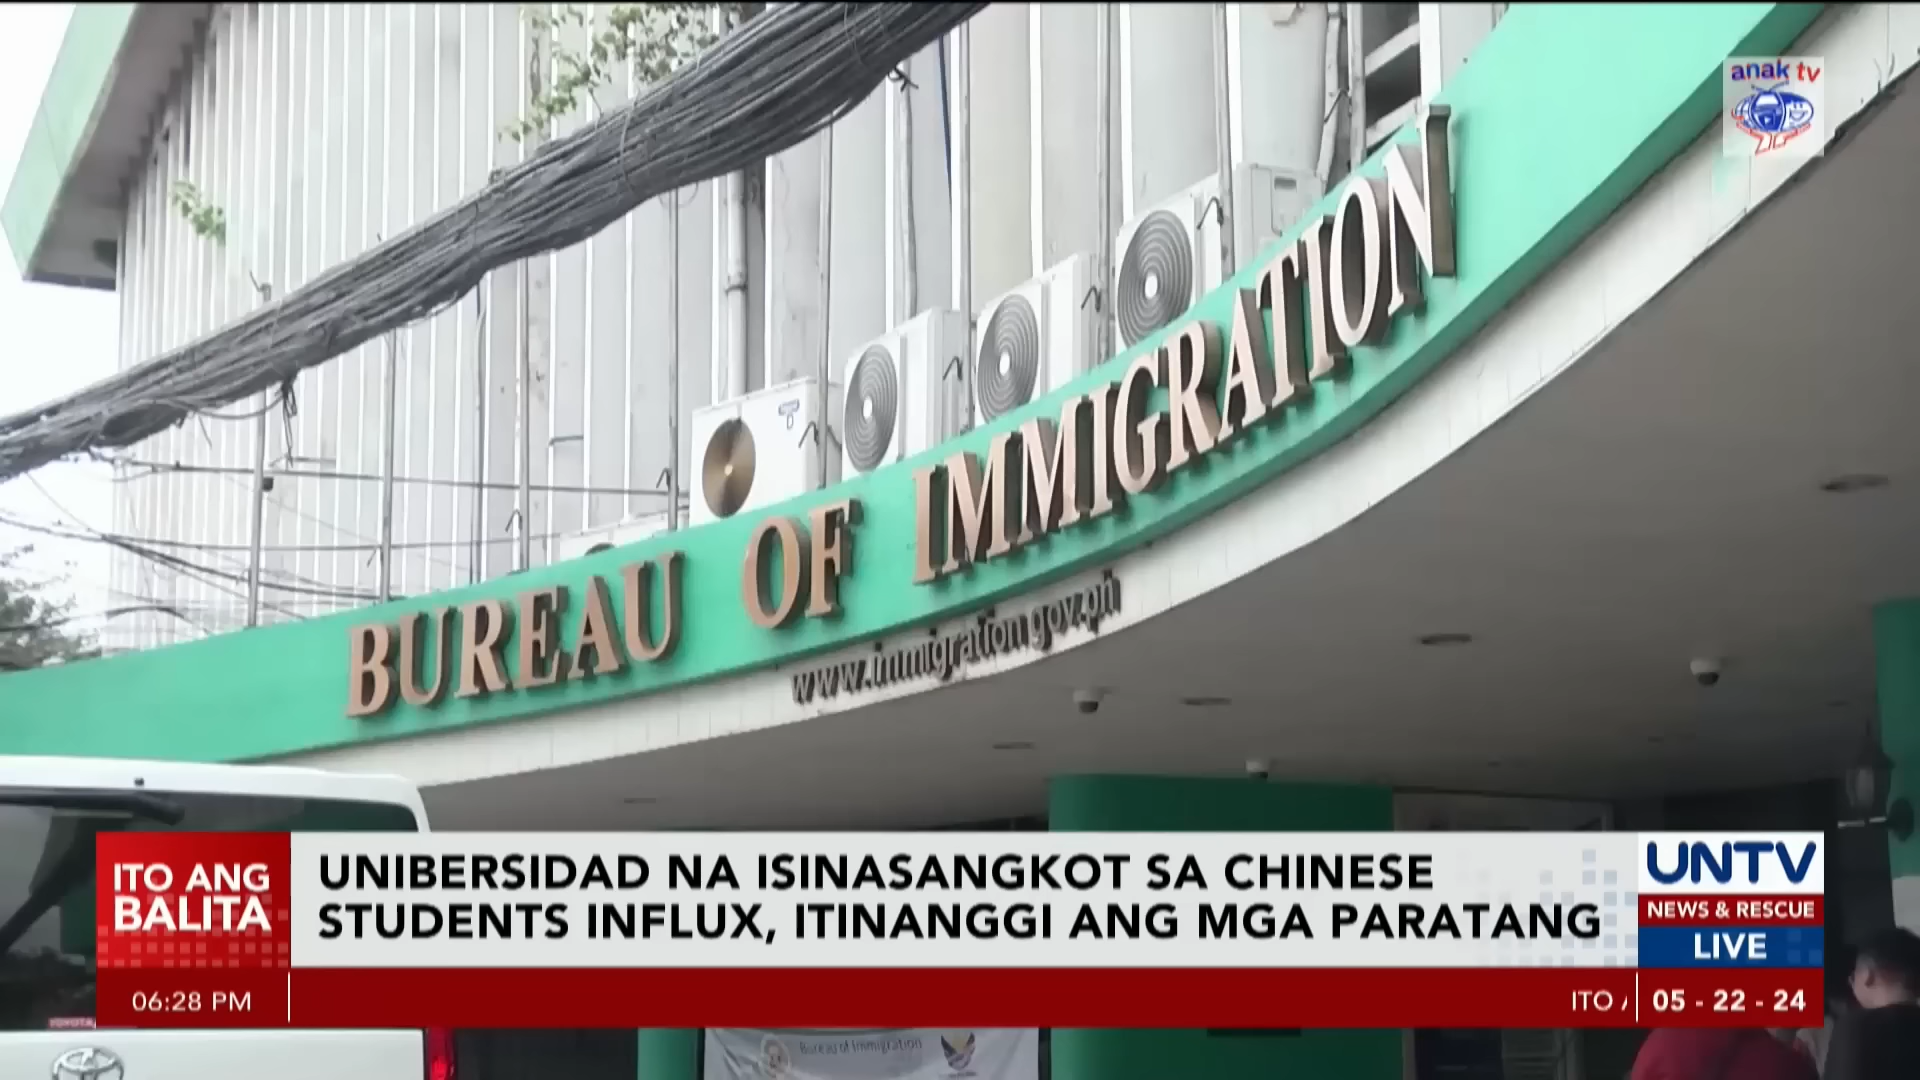 anak tv
BUREAU OF IMMIGRATION
www.immigration.gov.ph
ITO ANG
BALITA
UNIBERSIDAD NA ISINASANGKOT SA CHINESE
STUDENTS INFLUX, ITINANGGI ANG MGA PARATANG
UNTV
NEWS & RESCUE
LIVE
06:28 PM
ITO
05 - 22 - 24
Bureau of Immigration